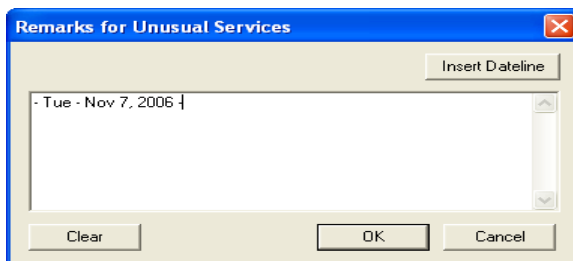 Remarks for Unusual Services
Insert Dateline
- Tue - Nov 7, 2006 -
Clear OK Cancel